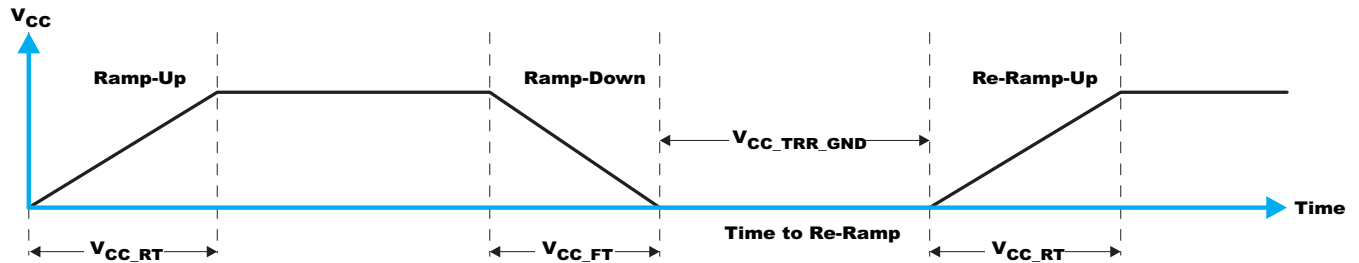 VCC
Ramp-Up
Ramp-Down
Re-Ramp-Up
VCC_TRR_GND
Time
Time to Re-Ramp
VCC_RT
VCC_FT
VCC_RT